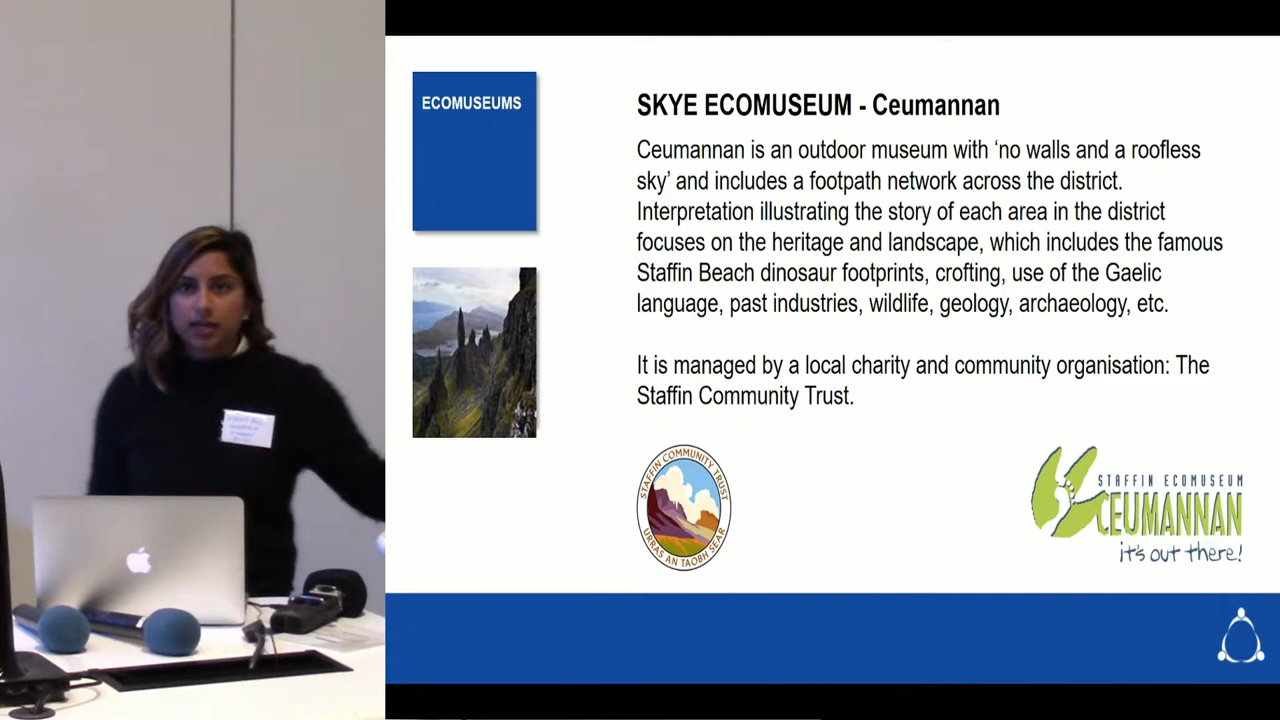 ECOMUSEUMS
SKYE ECOMUSEUM - Ceumannan
Ceumannan is an outdoor museum with ‘no walls and a roofless
sky’ and includes a footpath network across the district.
Interpretation illustrating the story of each area in the district
focuses on the heritage and landscape, which includes the famous
Staffin Beach dinosaur footprints, crofting, use of the Gaelic
language, past industries, wildlife, geology, archaeology, etc.
It is managed by a local charity and community organisation: The
Staffin Community Trust.
STAFFIN COMMUNITY TRUST
URRAS AN TAOBH SEAR
STAFFIN ECOMUSEUM
CEUMANNAN
it's out there!